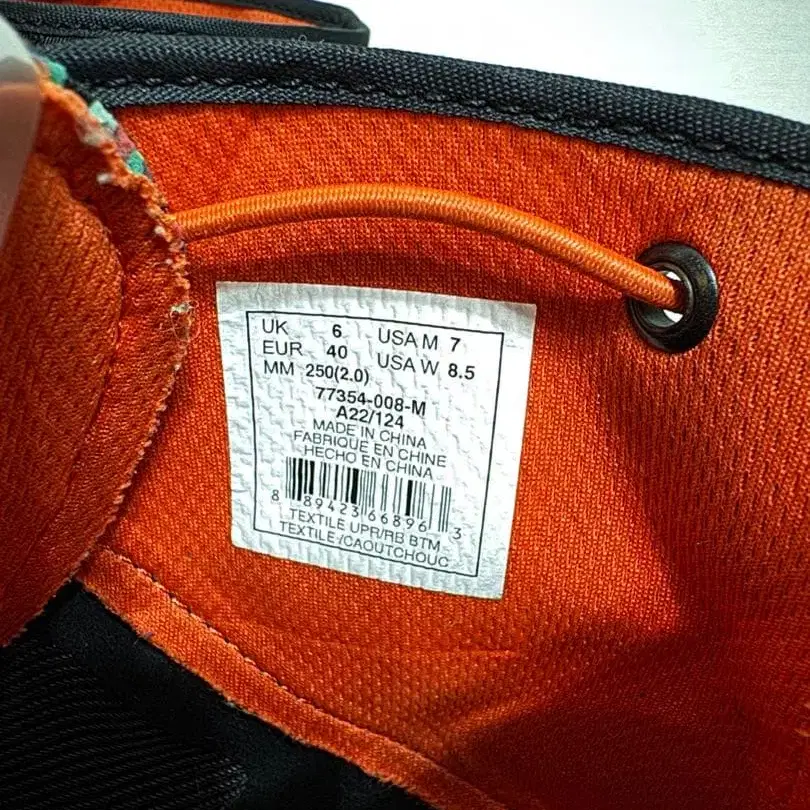 UK 6 USA M 7
EUR 40 USA W 8.5
MM 250(2.0)
77354-008-M
A22/124
MADE IN CHINA
FABRIQUE EN CHINE
HECHO EN CHINA
8 89423 66896 3
TEXTILE UPR/RB BTM
TEXTILE-/CAOUTCHOUC